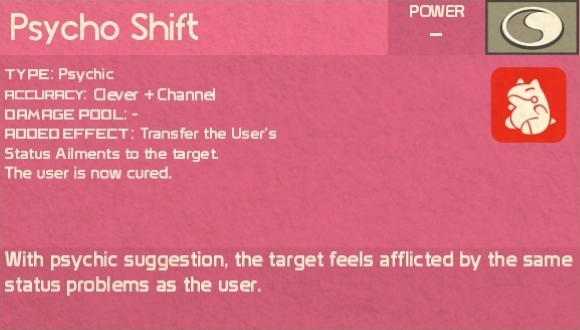 Psycho Shift
POWER
–
TYPE: Psychic
ACCURACY: Clever + Channel
DAMAGE POOL: -
ADDED EFFECT: Transfer the User's
Status Ailments to the target.
The user is now cured.
With psychic suggestion, the target feels afflicted by the same
status problems as the user.